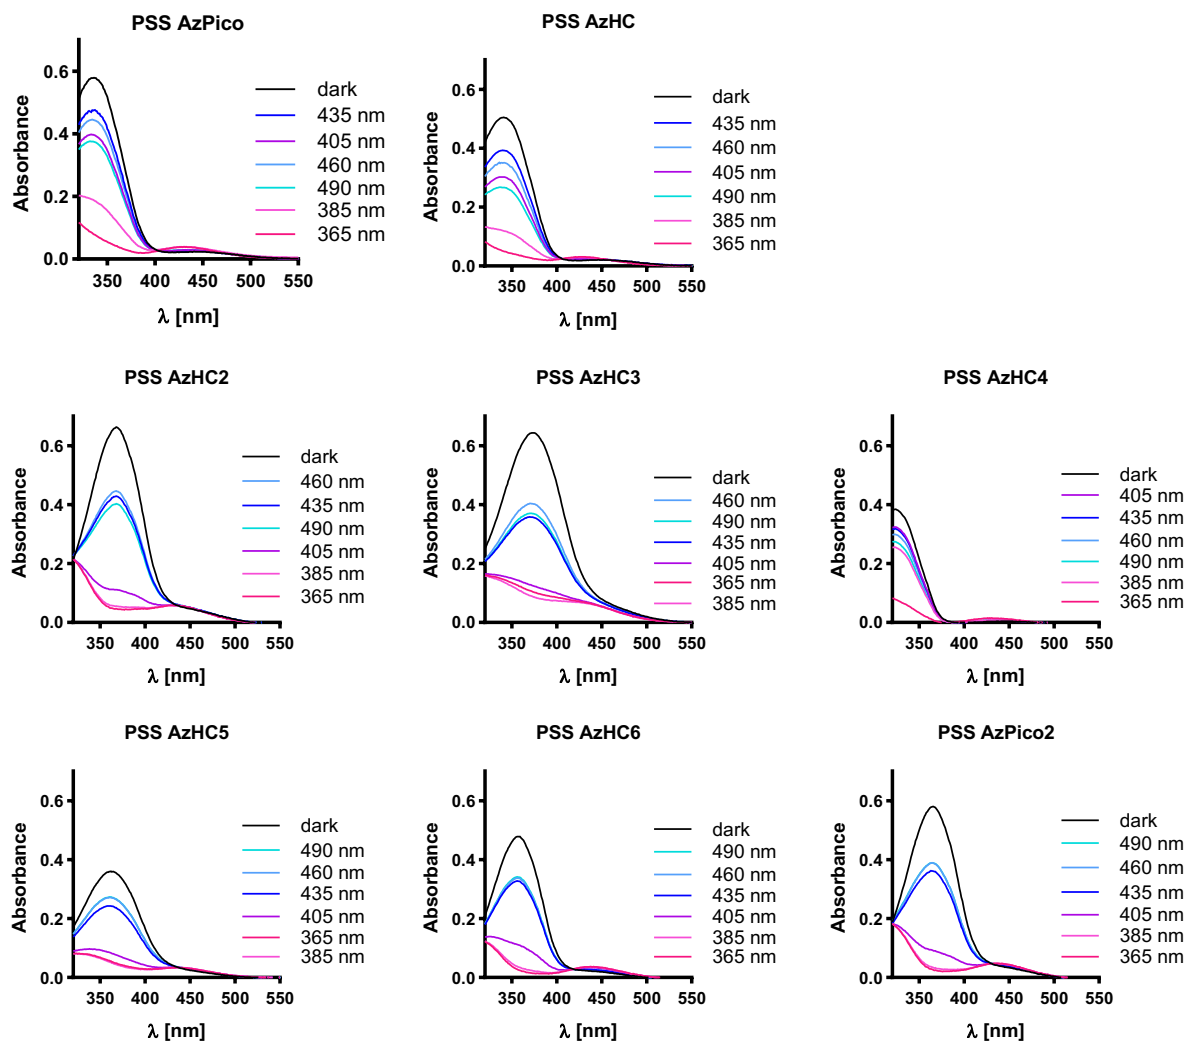 PSS AzPico
Absorbance
0.6
0.4
0.2
0.0
350 400 450 500 550
λ [nm]
dark
435 nm
405 nm
460 nm
490 nm
385 nm
365 nm
PSS AzHC
Absorbance
0.6
0.4
0.2
0.0
350 400 450 500 550
λ [nm]
dark
435 nm
460 nm
405 nm
490 nm
385 nm
365 nm
PSS AzHC2
Absorbance
0.6
0.4
0.2
0.0
350 400 450 500 550
λ [nm]
dark
460 nm
435 nm
490 nm
405 nm
385 nm
365 nm
PSS AzHC3
Absorbance
0.6
0.4
0.2
0.0
350 400 450 500 550
λ [nm]
dark
460 nm
490 nm
435 nm
405 nm
365 nm
385 nm
PSS AzHC4
Absorbance
0.6
0.4
0.2
0.0
350 400 450 500 550
λ [nm]
dark
405 nm
435 nm
460 nm
490 nm
385 nm
365 nm
PSS AzHC5
Absorbance
0.6
0.4
0.2
0.0
350 400 450 500 550
λ [nm]
dark
490 nm
460 nm
435 nm
405 nm
365 nm
385 nm
PSS AzHC6
Absorbance
0.6
0.4
0.2
0.0
350 400 450 500 550
λ [nm]
dark
490 nm
460 nm
435 nm
405 nm
385 nm
365 nm
PSS AzPico2
Absorbance
0.6
0.4
0.2
0.0
350 400 450 500 550
λ [nm]
dark
490 nm
460 nm
435 nm
405 nm
385 nm
365 nm